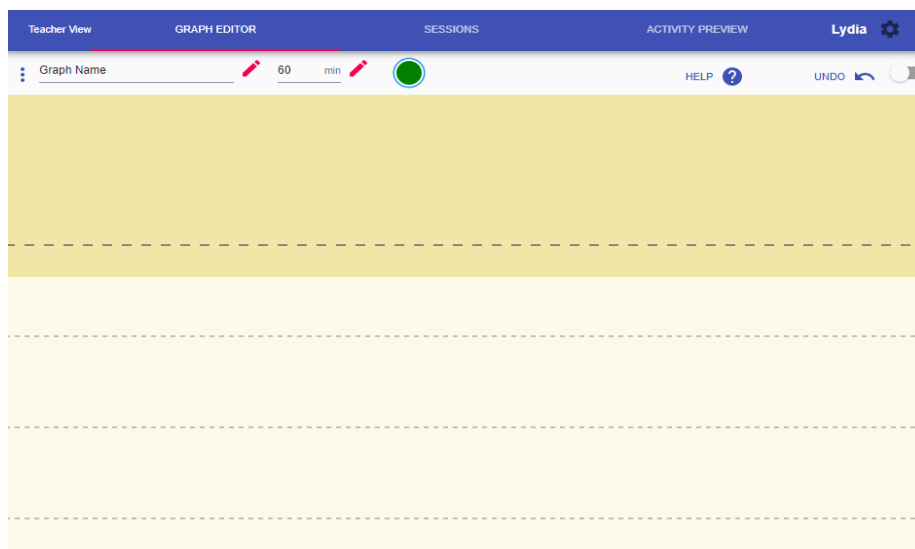 Teacher View GRAPH EDITOR SESSIONS ACTIVITY PREVIEW Lydia
Graph Name 60 min HELP ? UNDO